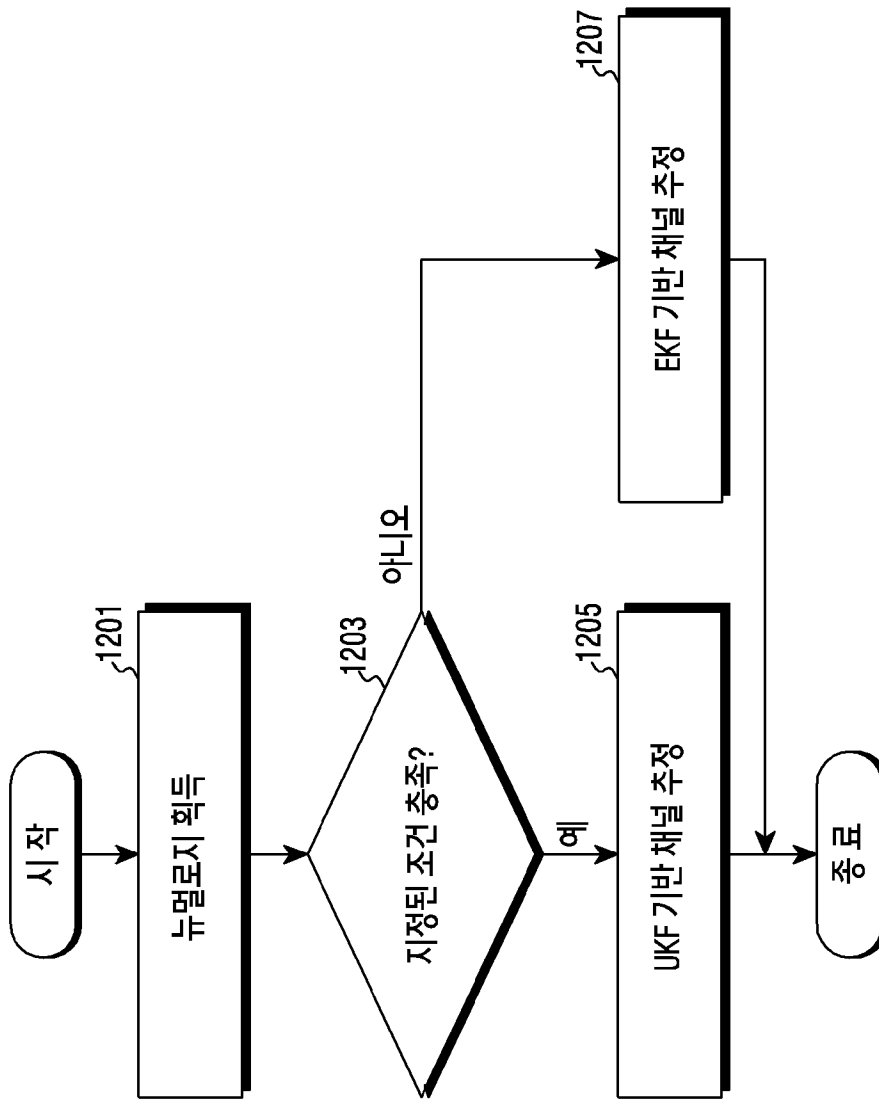 시작
1201
뉴멀로지 획득
1203
지정된 조건 충족?
아니오
예
1205
UKF 기반 채널 추정
1207
EKF 기반 채널 추정
종료